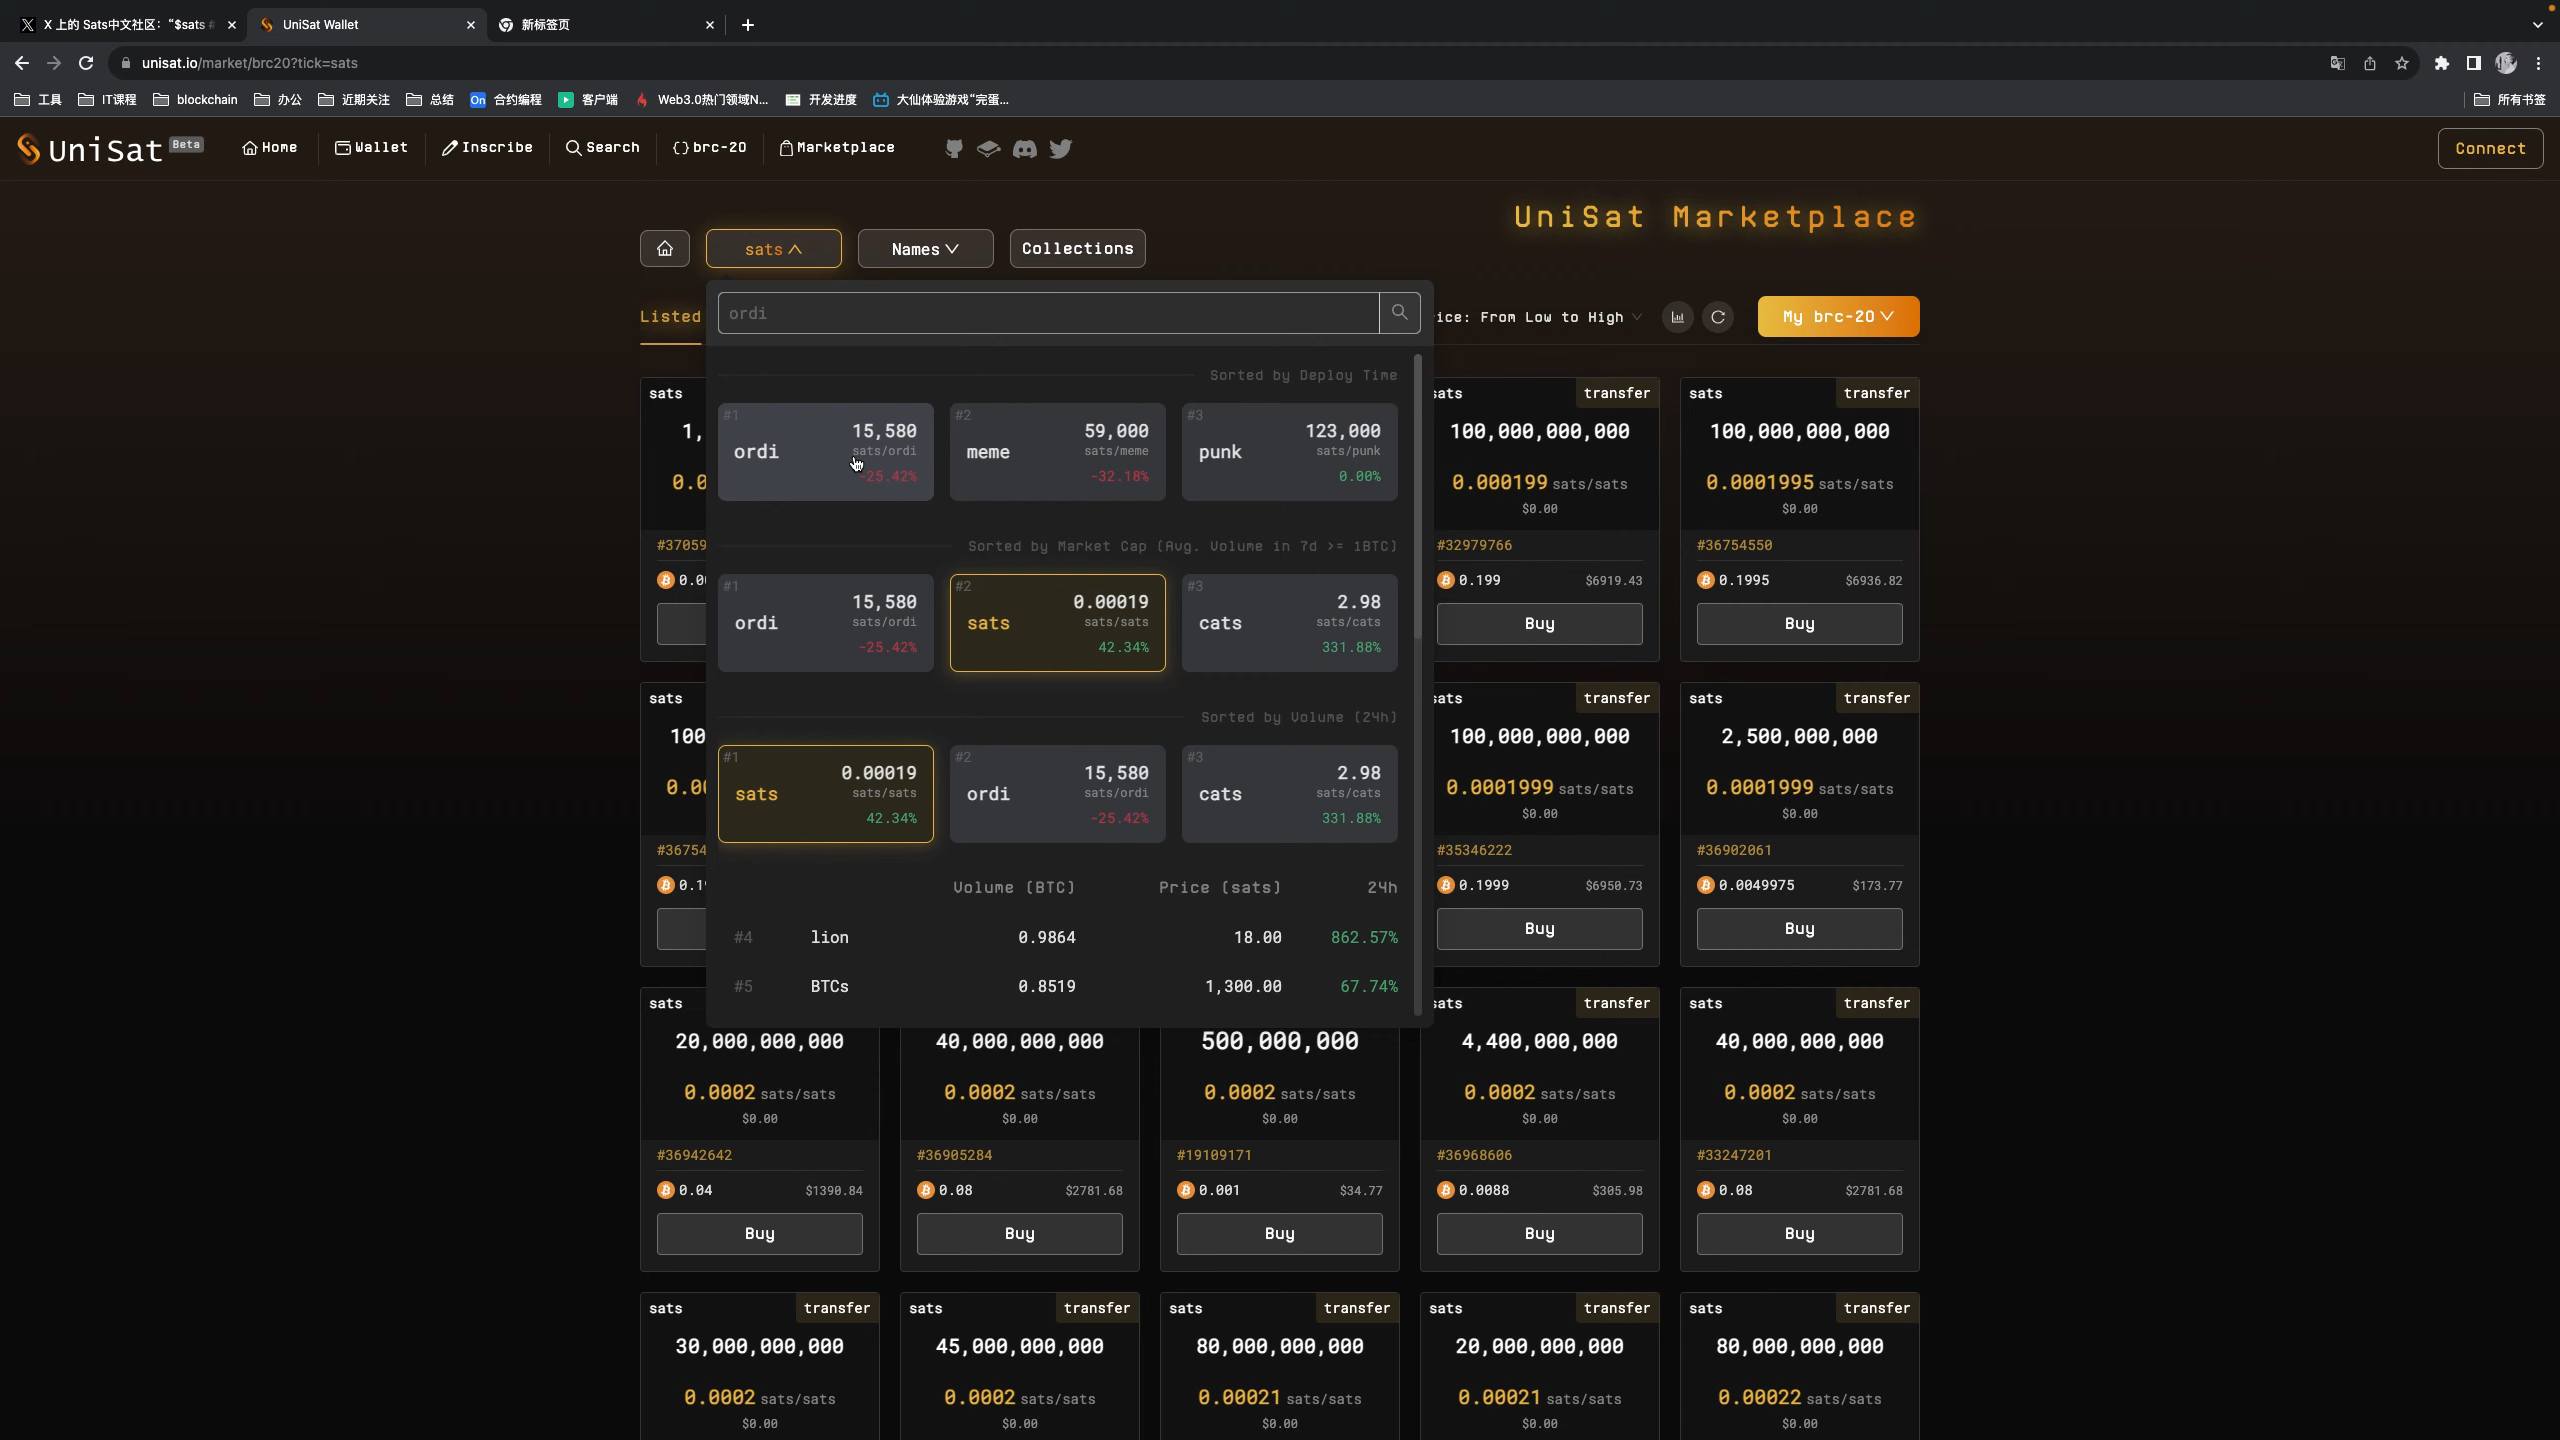 X 上的 Sats中文社区：“$sats #
UniSat Wallet
新标签页
unisat.io/market/brc20?tick=sats
工具
IT课程
blockchain
办公
近期关注
总结
合约编程
客户端
Web3.0热门领域N...
开发进度
大仙体验游戏“完蛋...
所有书签
UniSat
Beta
Home
Wallet
Inscribe
Search
brc-20
Marketplace
Connect
UniSat Marketplace
sats
Names
Collections
Listed
ordi
ice: From Low to High
My brc-20
Sorted by Deploy Time
#1
ordi
15,580
sats/ordi
-25.42%
#2
meme
59,000
sats/meme
-32.18%
#3
punk
123,000
sats/punk
0.00%
Sorted by Market Cap (Avg. Volume in 7d >= 1BTC)
#1
ordi
15,580
sats/ordi
-25.42%
#2
sats
0.00019
sats/sats
42.34%
#3
cats
2.98
sats/cats
331.88%
Sorted by Volume (24h)
#1
sats
0.00019
sats/sats
42.34%
#2
ordi
15,580
sats/ordi
-25.42%
#3
cats
2.98
sats/cats
331.88%
Volume (BTC) Price (sats) 24h
#4 lion 0.9864 18.00 862.57%
#5 BTCs 0.8519 1,300.00 67.74%
sats
1,
0.0
#37059
0.00
sats
transfer
100,000,000,000
0.000199 sats/sats
$0.00
#32979766
0.199
$6919.43
Buy
sats
transfer
100,000,000,000
0.0001995 sats/sats
$0.00
#36754550
0.1995
$6936.82
Buy
sats
100
0.00
#36754
0.19
sats
transfer
100,000,000,000
0.0001999 sats/sats
$0.00
#35346222
0.1999
$6950.73
Buy
sats
transfer
2,500,000,000
0.0001999 sats/sats
$0.00
#36902061
0.0049975
$173.77
Buy
sats
20,000,000,000
0.0002 sats/sats
$0.00
#36942642
0.04
$1390.84
Buy
40,000,000,000
0.0002 sats/sats
$0.00
#36905284
0.08
$2781.68
Buy
500,000,000
0.0002 sats/sats
$0.00
#19109171
0.001
$34.77
Buy
sats
transfer
4,400,000,000
0.0002 sats/sats
$0.00
#36968606
0.0088
$305.98
Buy
sats
transfer
40,000,000,000
0.0002 sats/sats
$0.00
#33247201
0.08
$2781.68
Buy
sats
transfer
30,000,000,000
0.0002 sats/sats
$0.00
sats
transfer
45,000,000,000
0.0002 sats/sats
$0.00
sats
transfer
80,000,000,000
0.00021 sats/sats
$0.00
sats
transfer
20,000,000,000
0.00021 sats/sats
$0.00
sats
transfer
80,000,000,000
0.00022 sats/sats
$0.00